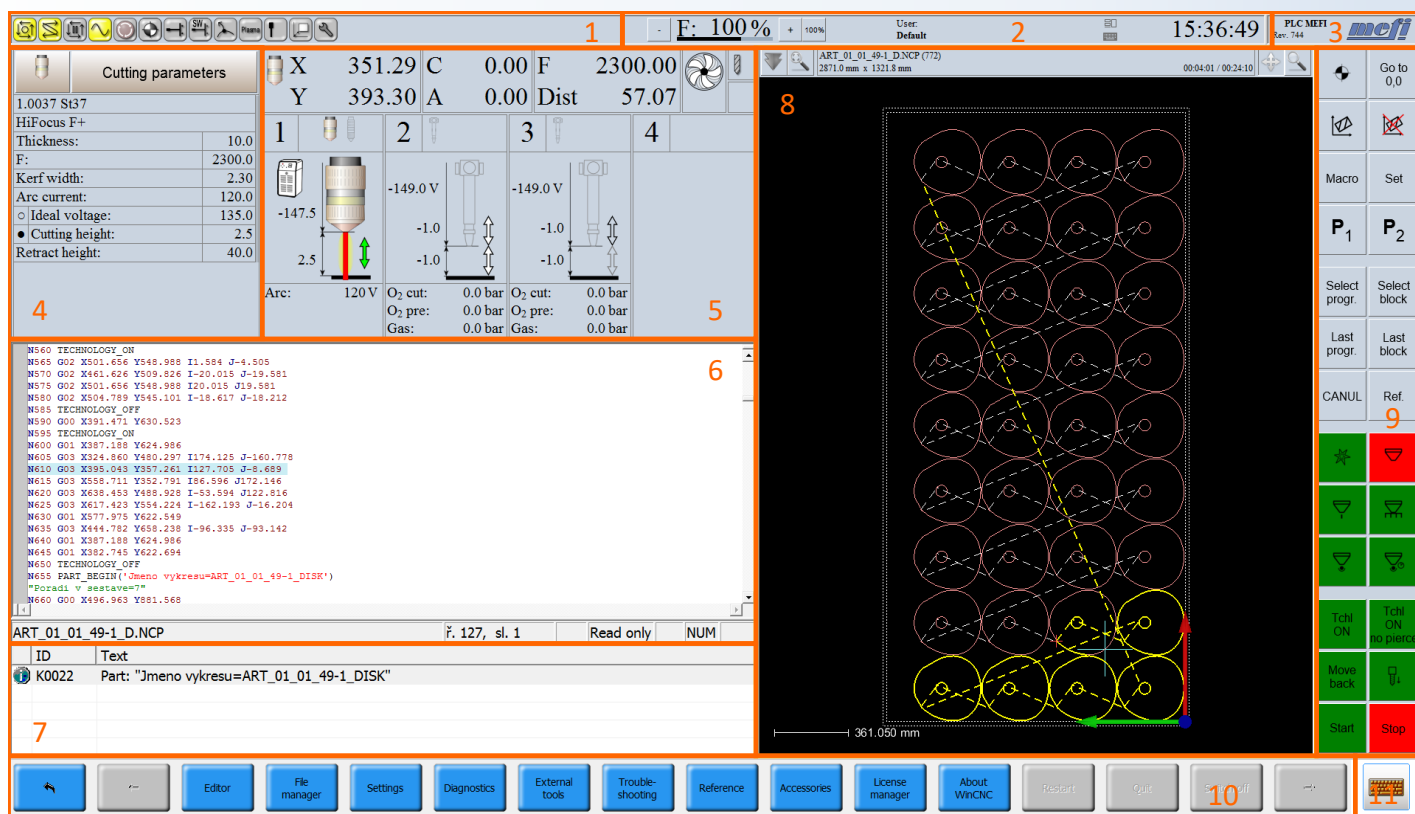 SW
Plasma
1
- F: 100% + 100%
User:
Default
2
15:36:49
PLC MEFI
Rev. 744
3
mefi
Cutting parameters
1.0037 St37
HiFocus F+
Thickness: 10.0
F: 2300.0
Kerf width: 2.30
Arc current: 120.0
○ Ideal voltage: 135.0
● Cutting height: 2.5
Retract height: 40.0
4
X 351.29 C 0.00 F 2300.00
Y 393.30 A 0.00 Dist 57.07
1 2 3 4
-147.5
2.5
-149.0 V
-1.0
-1.0
-149.0 V
-1.0
-1.0
Arc: 120 V
O2 cut: 0.0 bar
O2 pre: 0.0 bar
Gas: 0.0 bar
O2 cut: 0.0 bar
O2 pre: 0.0 bar
Gas: 0.0 bar
5
N560 TECHNOLOGY_ON
N565 G02 X501.656 Y548.988 I1.584 J-4.505
N570 G02 X461.626 Y509.826 I-20.015 J-19.581
N575 G02 X501.656 Y548.988 I20.015 J19.581
N580 G02 X504.789 Y545.101 I-18.617 J-18.212
N585 TECHNOLOGY_OFF
N590 G00 X391.471 Y630.523
N595 TECHNOLOGY_ON
N600 G01 X387.188 Y624.986
N605 G03 X324.860 Y480.297 I174.125 J-160.778
N610 G03 X395.043 Y357.261 I127.705 J-8.689
N615 G03 X558.711 Y352.791 I86.596 J172.146
N620 G03 X638.453 Y488.928 I-53.594 J122.816
N625 G03 X617.423 Y554.224 I-162.193 J-16.204
N630 G01 X577.975 Y622.549
N635 G03 X444.782 Y658.238 I-96.335 J-93.142
N640 G01 X387.188 Y624.986
N645 G01 X382.745 Y622.694
N650 TECHNOLOGY_OFF
N655 PART_BEGIN('Jmeno vykresu=ART_01_01_49-1_DISK')
"Poradi v sestave=7"
N660 G00 X496.963 Y881.568
6
ART_01_01_49-1_D.NCP ř. 127, sl. 1 Read only NUM
ID Text
K0022 Part: "Jmeno vykresu=ART_01_01_49-1_DISK"
7
ART_01_01_49-1_D.NCP (772)
2871.0 mm x 1321.8 mm
00:04:01 / 00:24:10
8
361.050 mm
Go to
0,0
Macro
Set
P1
P2
Select
progr.
Select
block
Last
progr.
Last
block
CANUL
Ref.
9
Tchl
ON
Tchl
ON
no pierce
Move
back
Start
Stop
Editor
File
manager
Settings
Diagnostics
External
tools
Trouble-
shooting
Reference
Accessories
License
manager
About
WinCNC
Restart
Quit
10
11